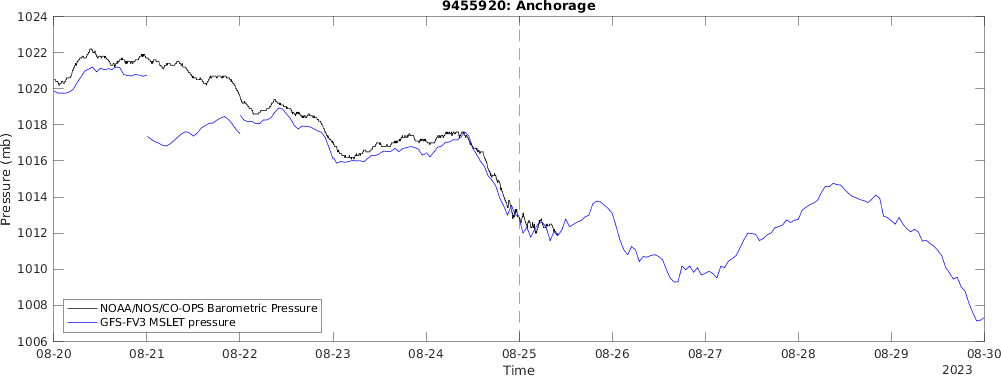 9455920: Anchorage
1024
1022
1020
1018
1016
1014
1012
1010
1008
1006
Pressure (mb)
NOAA/NOS/CO-OPS Barometric Pressure
GFS-FV3 MSLET pressure
08-20 08-21 08-22 08-23 08-24 08-25 08-26 08-27 08-28 08-29 08-30
Time
2023